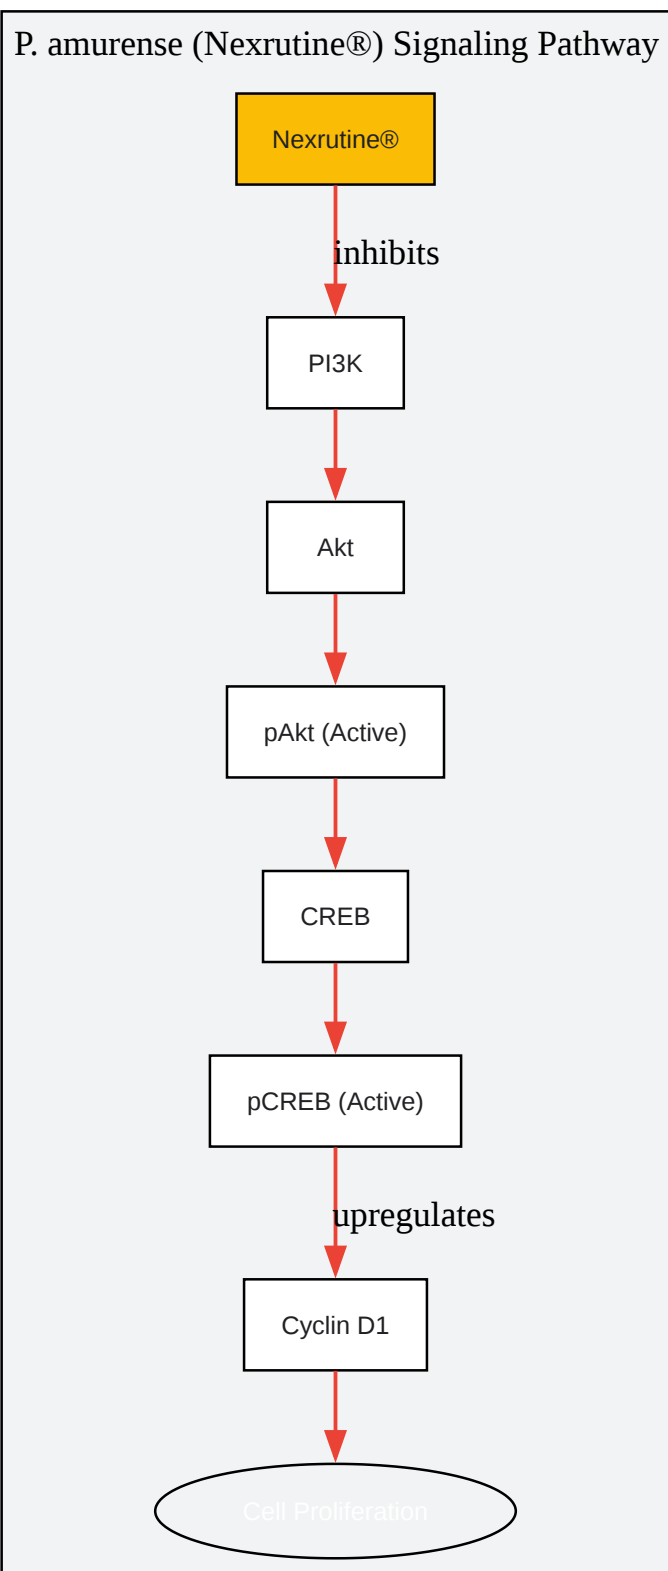 P. amurense (Nexrutine®) Signaling Pathway
Nexrutine®
inhibits
PI3K
Akt
pAkt (Active)
CREB
pCREB (Active)
upregulates
Cyclin D1
Cell Proliferation